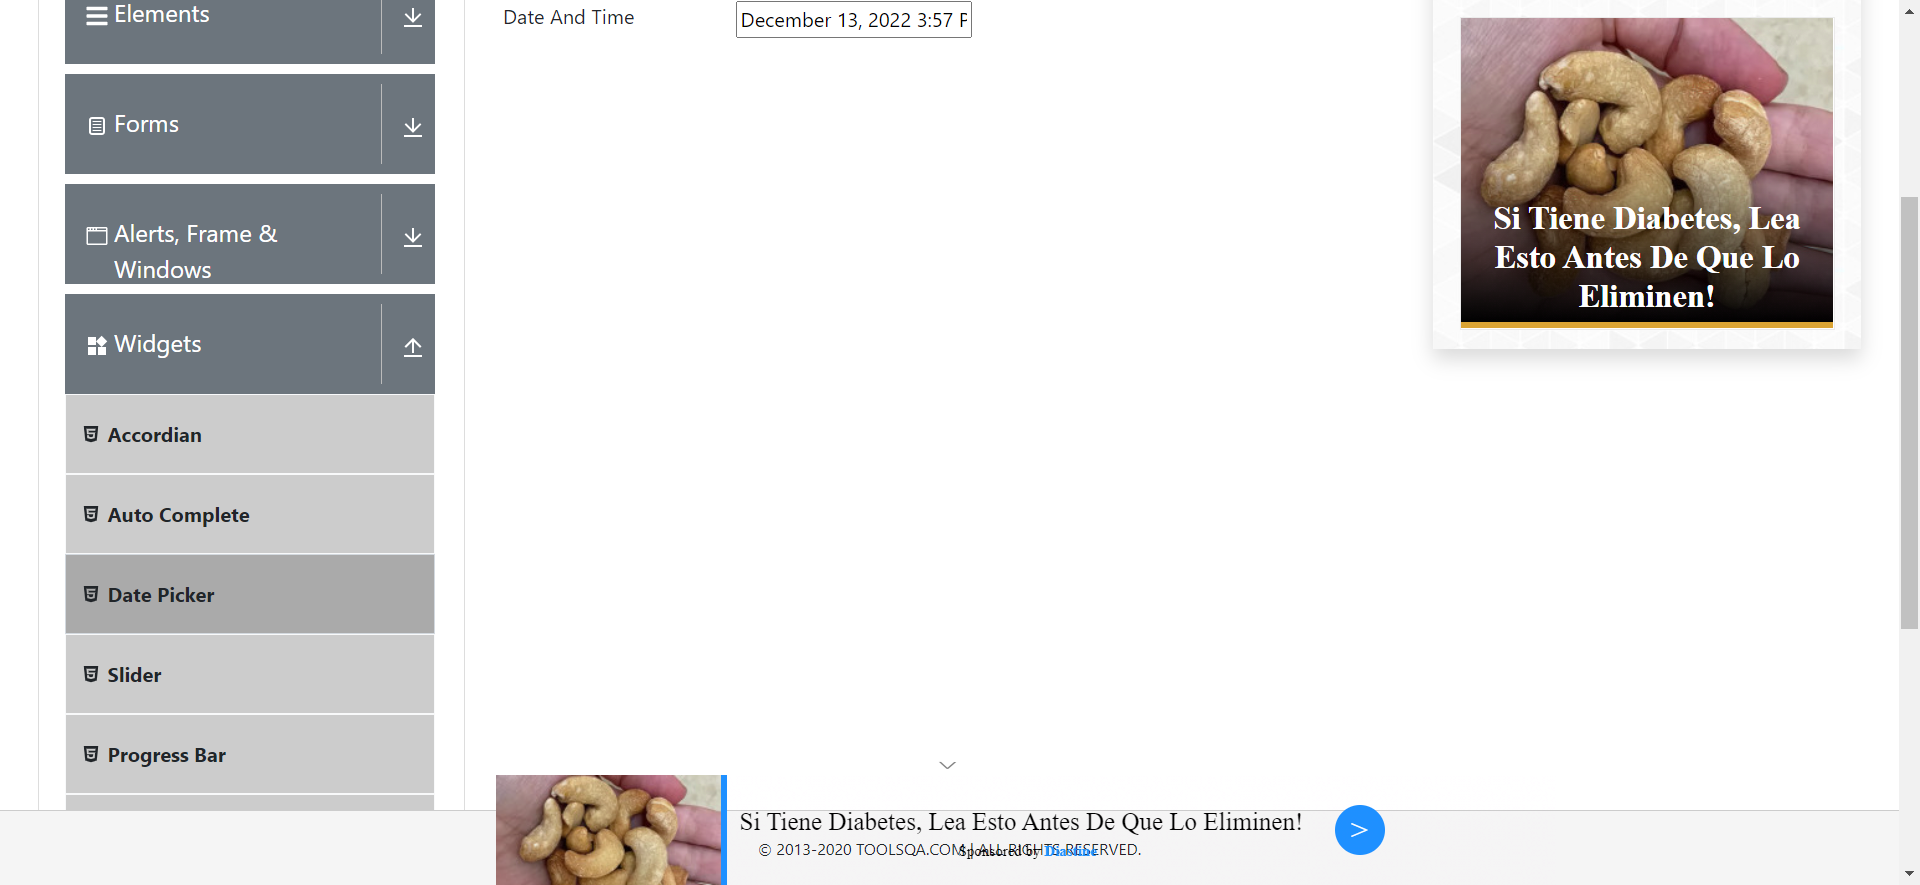 Elements
Forms
Alerts, Frame &
Windows
Widgets
Accordian
Auto Complete
Date Picker
Slider
Progress Bar
Date And Time
December 13, 2022 3:57 P
Si Tiene Diabetes, Lea
Esto Antes De Que Lo
Eliminen!
Si Tiene Diabetes, Lea Esto Antes De Que Lo Eliminen!
>
© 2013-2020 TOOLSQA.COM | ALL RIGHTS RESERVED.
Sponsored by